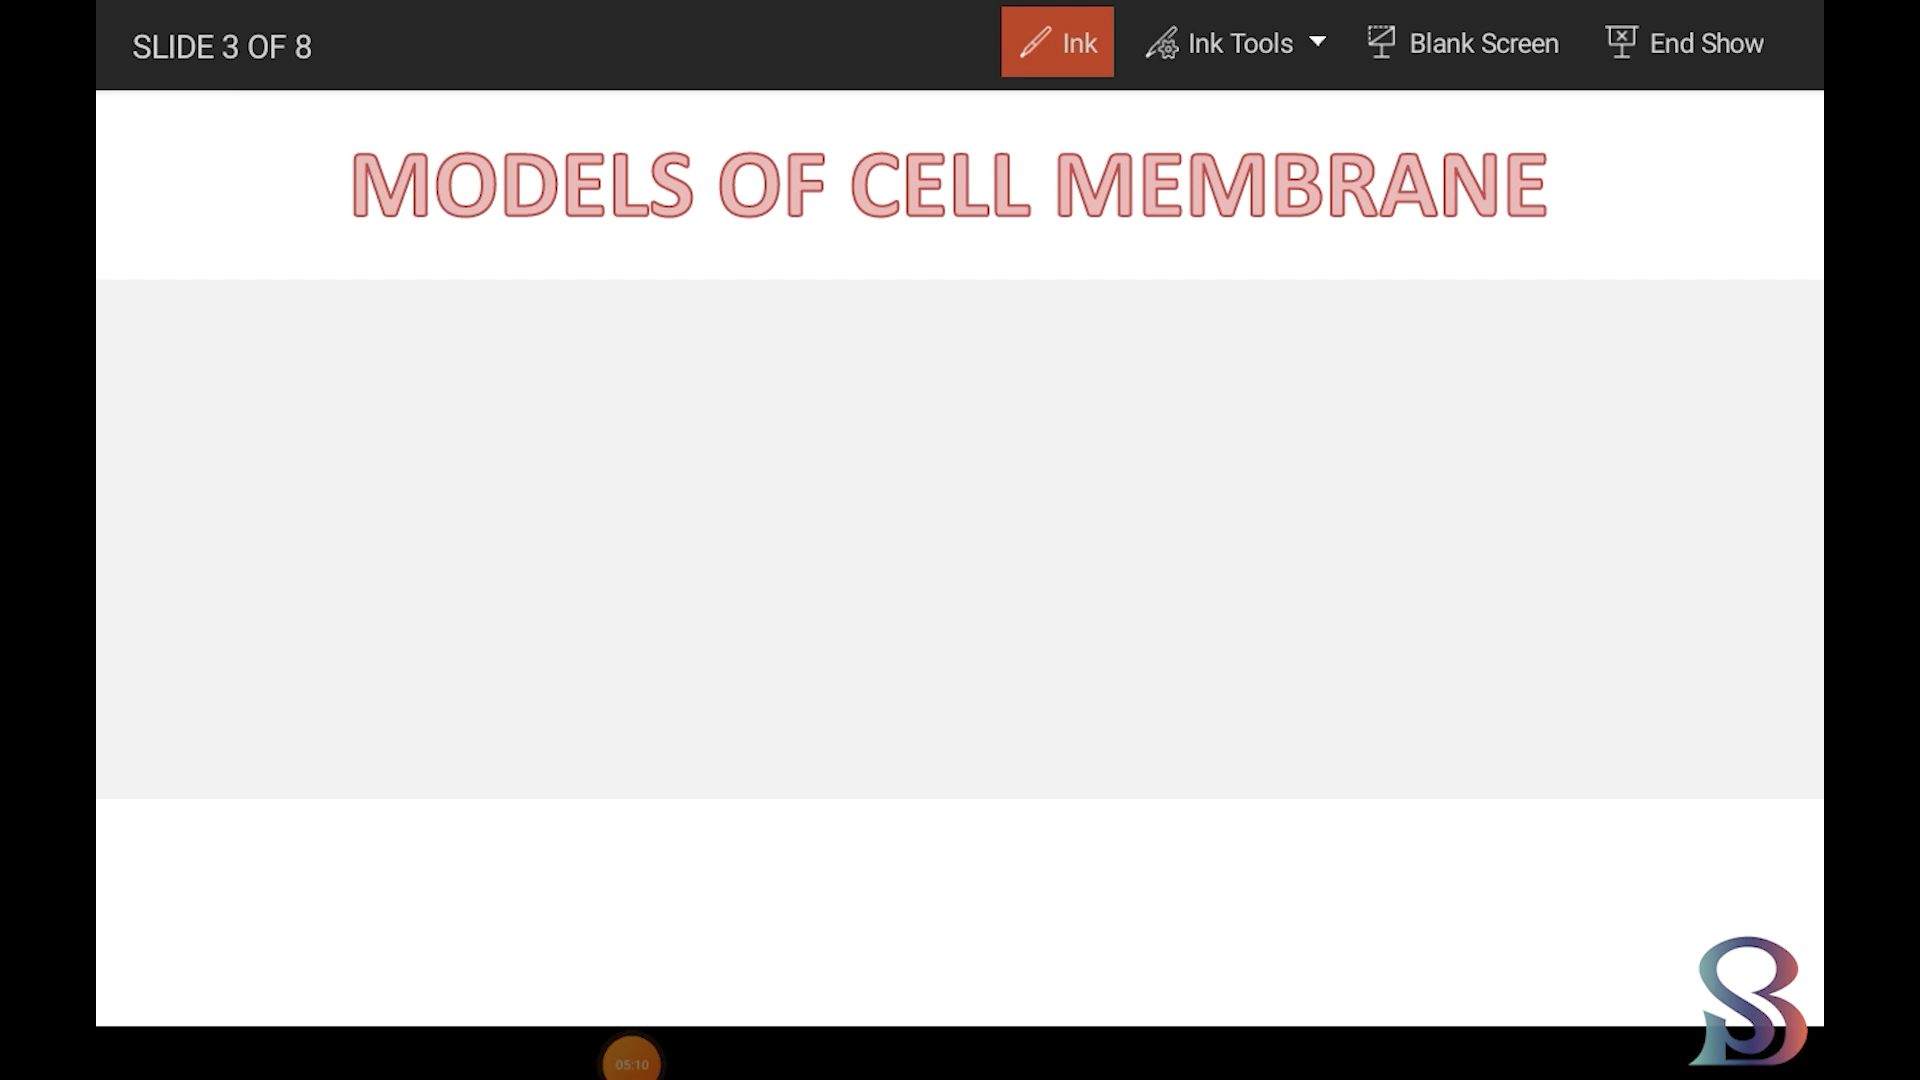 SLIDE 3 OF 8
Ink
Ink Tools
Blank Screen
End Show
MODELS OF CELL MEMBRANE
05:10